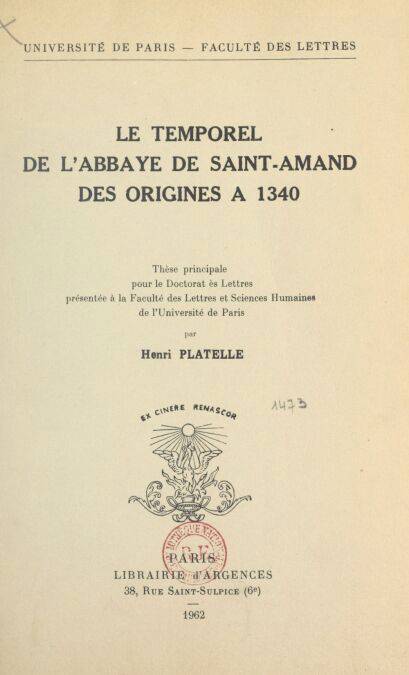 UNIVERSITÉ DE PARIS — FACULTÉ DES LETTRES
LE TEMPOREL
DE L'ABBAYE DE SAINT-AMAND
DES ORIGINES A 1340
Thèse principale
pour le Doctorat ès Lettres
présentée à la Faculté des Lettres et Sciences Humaines
de l'Université de Paris
par
Henri PLATELLE
1473
EX CINERE RENASCOR
PARIS
LIBRAIRIE d'ARGENCES
38, RUE SAINT-SULPICE (6e)
1962